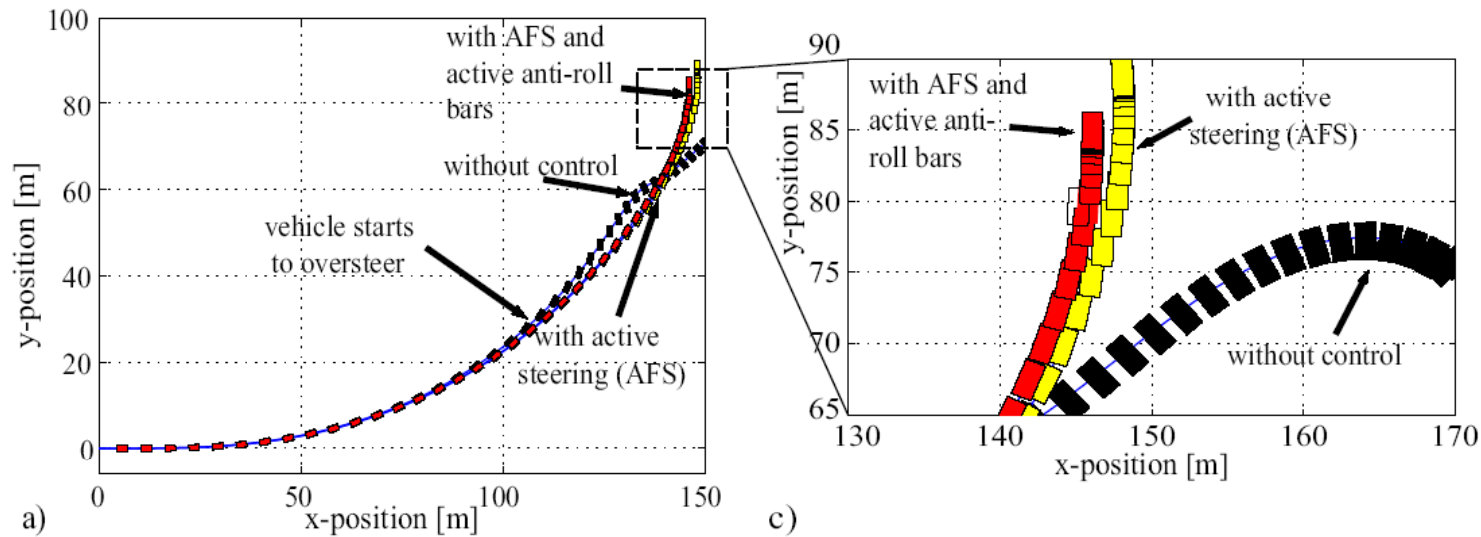 100
80
60
40
20
0
y-position [m]
0
50
100
150
x-position [m]
a)
with AFS and
active anti-roll
bars
without control
vehicle starts
to oversteer
with active
steering (AFS)
90
85
80
75
70
65
y-position [m]
130
140
150
160
170
x-position [m]
c)
with AFS and
active anti-
roll bars
with active
steering (AFS)
without control